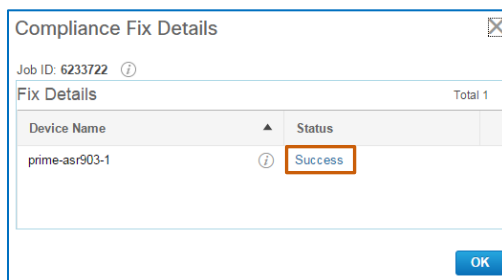 Compliance Fix Details
Job ID: 6233722
Fix Details Total 1
Device Name Status
prime-asr903-1 Success
OK